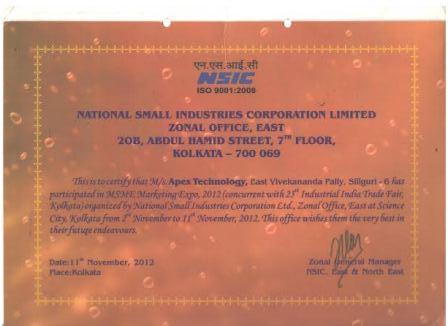 एन.एस.आई.सी
NSIC
ISO 9001:2008
NATIONAL SMALL INDUSTRIES CORPORATION LIMITED
ZONAL OFFICE, EAST
20B, ABDUL HAMID STREET, 7TH FLOOR,
KOLKATA – 700 069
This is to certify that M/s. Apex Technology, East Vivekananda Pally, Siliguri - 6 has
participated in MSME Marketing Expo, 2012 (concurrent with 25th Industrial India Trade Fair,
Kolkata) organized by National Small Industries Corporation Ltd., Zonal Office, East at Science
City, Kolkata from 2nd November to 11th November, 2012. This office wishes them the very best in
their future endeavours.
Date:11th November, 2012
Place:Kolkata
Zonal General Manager
NSIC, East & North East